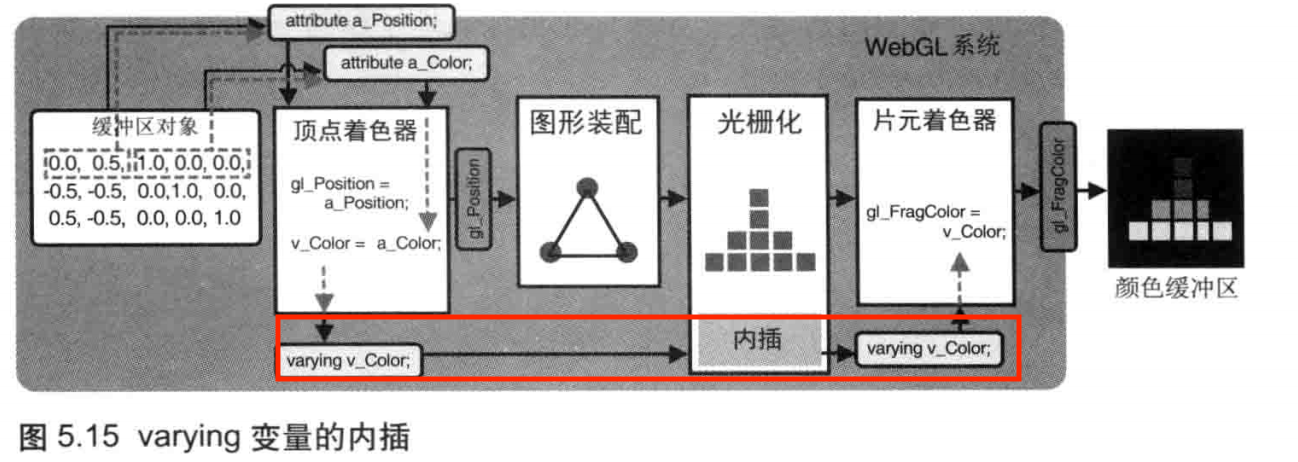 attribute a_Position;
attribute a_Color;
WebGL 系统
缓冲区对象
0.0, 0.5, 1.0, 0.0, 0.0,
-0.5, -0.5, 0.0,1.0, 0.0,
0.5, -0.5, 0.0, 0.0, 1.0
顶点着色器
gl_Position =
a_Position;
v_Color = a_Color;
gl_Position
图形装配
光栅化
片元着色器
gl_FragColor =
v_Color;
gl_FragColor
颜色缓冲区
varying v_Color;
内插
varying v_Color;
图 5.15 varying 变量的内插